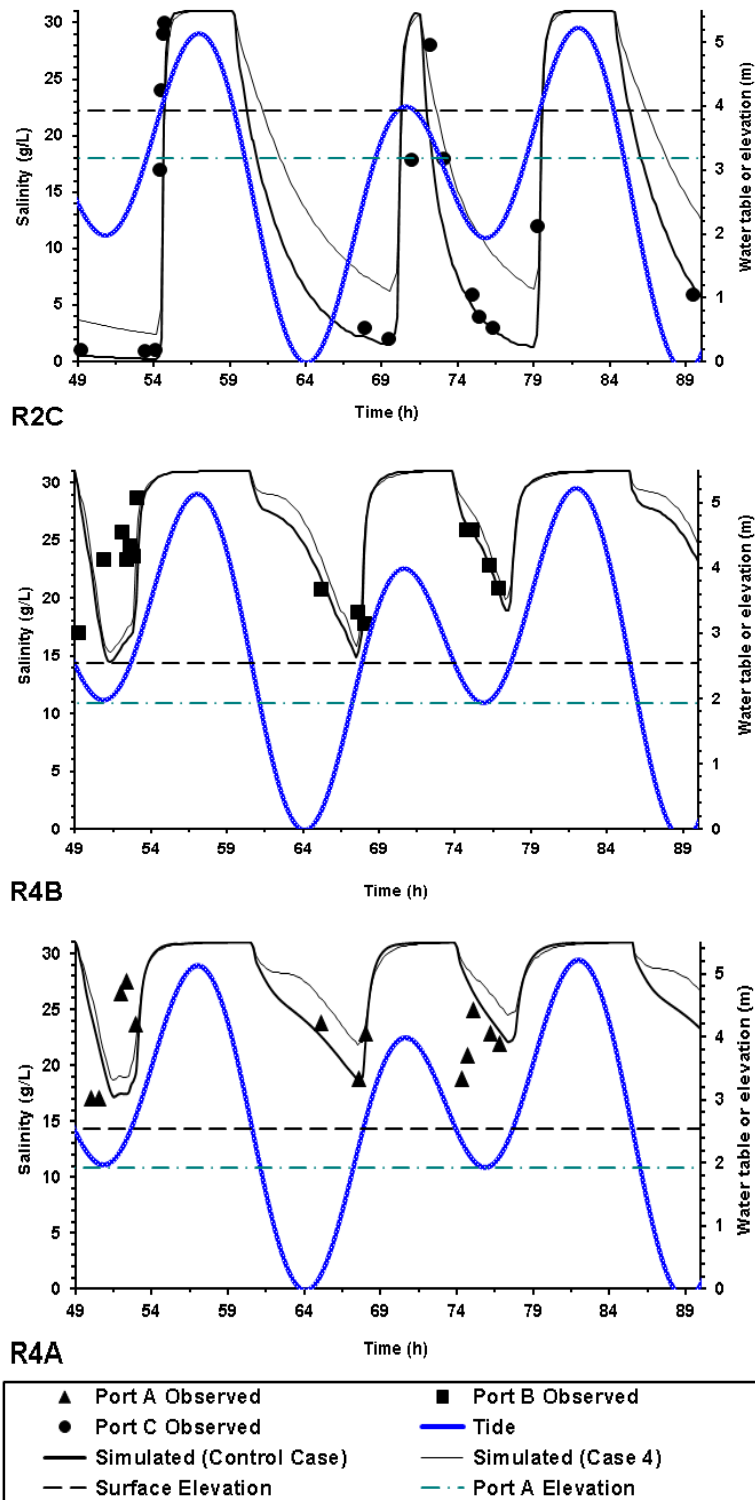 Salinity (g/L)
30
25
20
15
10
5
0
49 54 59 64 69 74 79 84 89
5
4
3
2
1
0
Water table or elevation (m)
Time (h)
R2C
Salinity (g/L)
30
25
20
15
10
5
0
49 54 59 64 69 74 79 84 89
5
4
3
2
1
0
Water table or elevation (m)
Time (h)
R4B
Salinity (g/L)
30
25
20
15
10
5
0
49 54 59 64 69 74 79 84 89
5
4
3
2
1
0
Water table or elevation (m)
Time (h)
R4A
Port A Observed
Port B Observed
Port C Observed
Tide
Simulated (Control Case)
Simulated (Case 4)
Surface Elevation
Port A Elevation